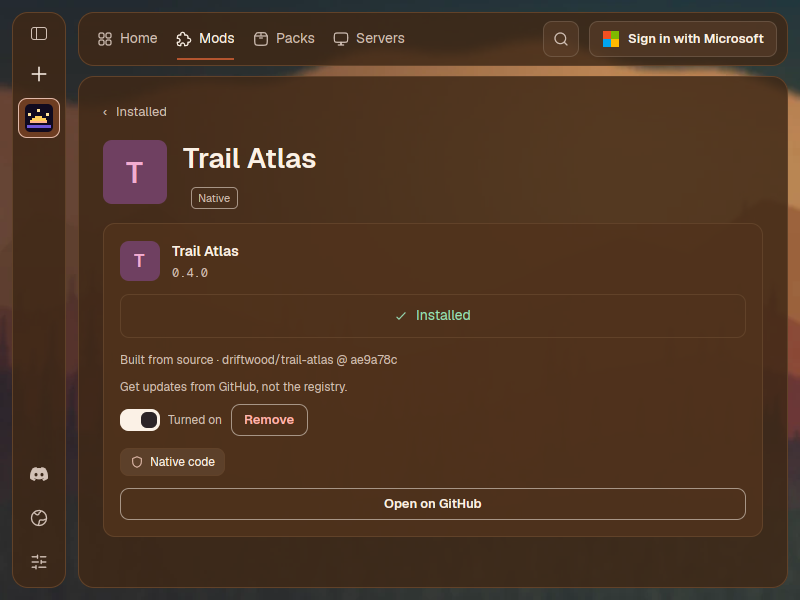 Home
Mods
Packs
Servers
Sign in with Microsoft
‹ Installed
T
Trail Atlas
Native
T
Trail Atlas
0.4.0
Installed
Built from source · driftwood/trail-atlas @ ae9a78c
Get updates from GitHub, not the registry.
Turned on
Remove
Native code
Open on GitHub